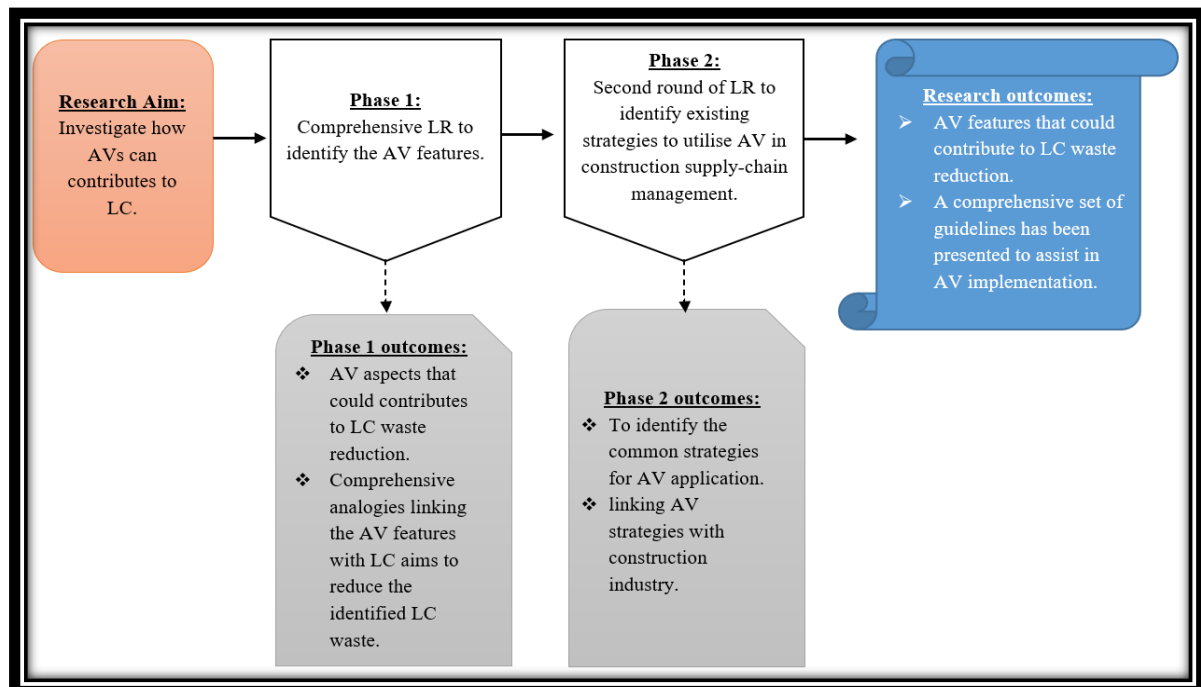 Research Aim:
Investigate how
AVs can
contributes to
LC.
Phase 1:
Comprehensive LR to
identify the AV features.
Phase 2:
Second round of LR to
identify existing
strategies to utilise AV in
construction supply-chain
management.
Research outcomes:
➤ AV features that could
contribute to LC waste
reduction.
➤ A comprehensive set of
guidelines has been
presented to assist in
AV implementation.
Phase 1 outcomes:
❖ AV aspects that
could contributes
to LC waste
reduction.
❖ Comprehensive
analogies linking
the AV features
with LC aims to
reduce the
identified LC
waste.
Phase 2 outcomes:
❖ To identify the
common strategies
for AV application.
❖ linking AV
strategies with
construction
industry.